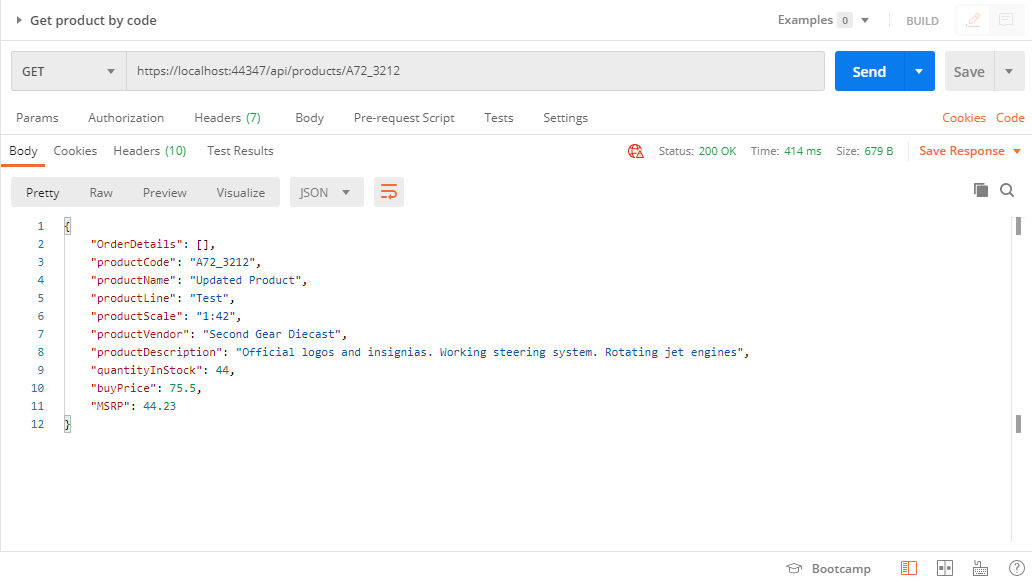 Get product by code
Examples 0 BUILD
GET https://localhost:44347/api/products/A72_3212 Send Save
Params Authorization Headers (7) Body Pre-request Script Tests Settings Cookies Code
Body Cookies Headers (10) Test Results Status: 200 OK Time: 414 ms Size: 679 B Save Response
Pretty Raw Preview Visualize JSON
1 {
2 "OrderDetails": [],
3 "productCode": "A72_3212",
4 "productName": "Updated Product",
5 "productLine": "Test",
6 "productScale": "1:42",
7 "productVendor": "Second Gear Diecast",
8 "productDescription": "Official logos and insignias. Working steering system. Rotating jet engines",
9 "quantityInStock": 44,
10 "buyPrice": 75.5,
11 "MSRP": 44.23
12 }
Bootcamp